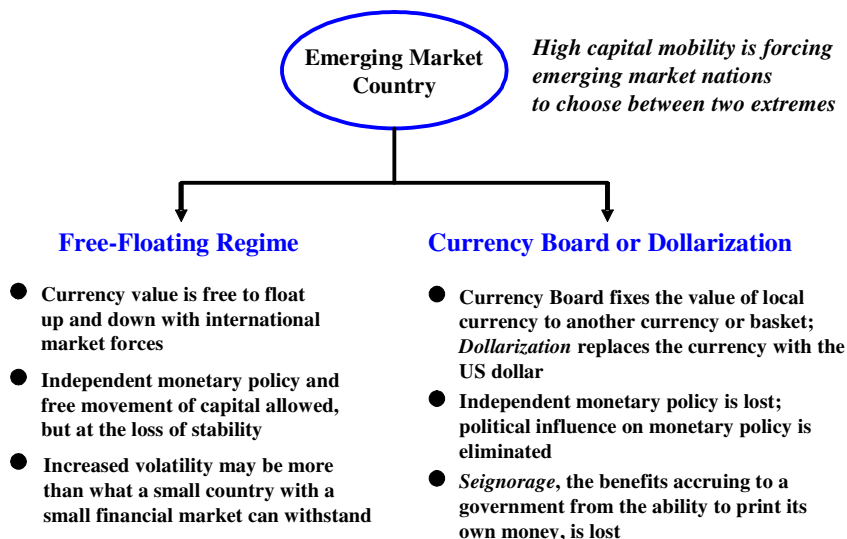 Emerging Market
Country
High capital mobility is forcing
emerging market nations
to choose between two extremes
Free-Floating Regime
● Currency value is free to float
up and down with international
market forces
● Independent monetary policy and
free movement of capital allowed,
but at the loss of stability
● Increased volatility may be more
than what a small country with a
small financial market can withstand
Currency Board or Dollarization
● Currency Board fixes the value of local
currency to another currency or basket;
Dollarization replaces the currency with the
US dollar
● Independent monetary policy is lost;
political influence on monetary policy is
eliminated
● Seignorage, the benefits accruing to a
government from the ability to print its
own money, is lost